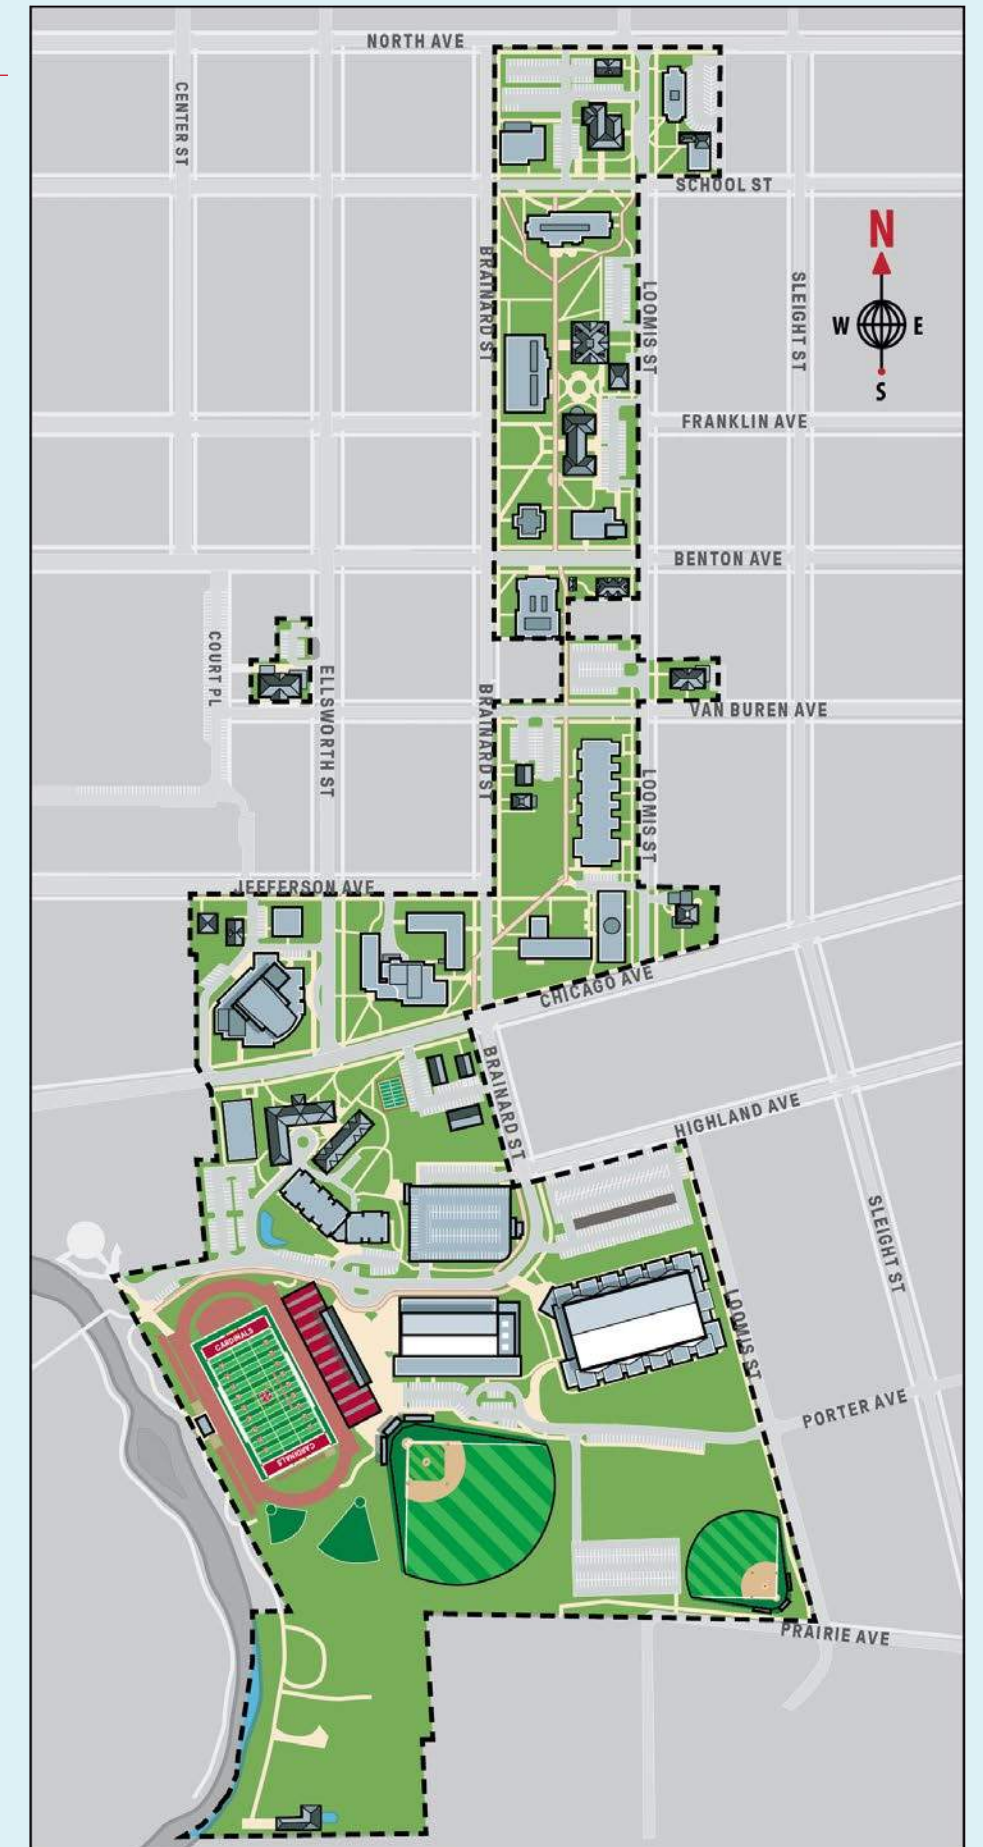 NORTH AVE
CENTER ST
SCHOOL ST
N
W
E
S
BRAINARD ST
LOOMIS ST
SLEIGHT ST
FRANKLIN AVE
BENTON AVE
COURT PL
ELLSWORTH ST
BRAINARD ST
VAN BUREN AVE
LOOMIS ST
JEFFERSON AVE
CHICAGO AVE
BRAINARD ST
HIGHLAND AVE
SLEIGHT ST
LOOMIS ST
CARDINALS
CARDINALS
PORTER AVE
PRAIRIE AVE